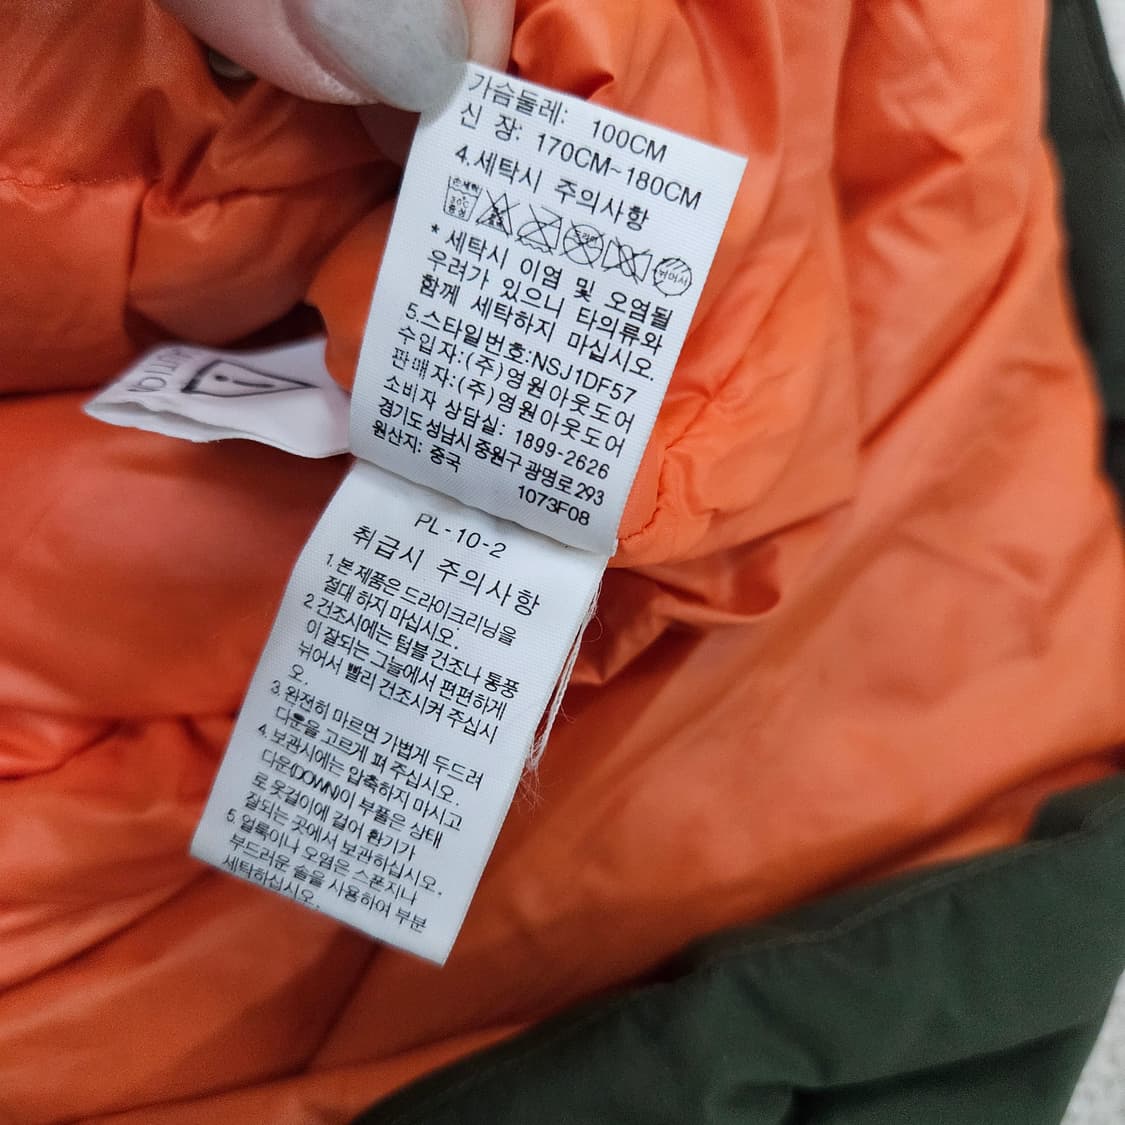 가슴둘레: 100CM
신 장: 170CM~180CM
4.세탁시 주의사항
손세탁
30℃
중성
드라이
뉘어서
* 세탁시 이염 및 오염될
우려가 있으니 타의류와
함께 세탁하지 마십시오.
5.스타일번호:NSJ1DF57
수입자:(주)영원아웃도어
판매자:(주)영원아웃도어
소비자 상담실: 1899-2626
경기도 성남시 중원구 광명로 293
원산지: 중국
1073F08
PL-10-2
취급시 주의사항
1.본 제품은 드라이크리닝을
절대 하지 마십시오.
2 건조시에는 텀블 건조나 통풍
이 잘되는 그늘에서 편편하게
뉘어서 빨리 건조시켜 주십시
오.
3.완전히 마르면 가볍게 두드려
다운을 고르게 펴 주십시오.
4.보관시에는 압축하지 마시고
다운(DOWN)이 부풀은 상태
로 옷걸이에 걸어 환기가
잘되는 곳에서 보관하십시오.
5 얼룩이나 오염은 스폰지나
부드러운 솔을 사용하여 부분
세탁하십시오.